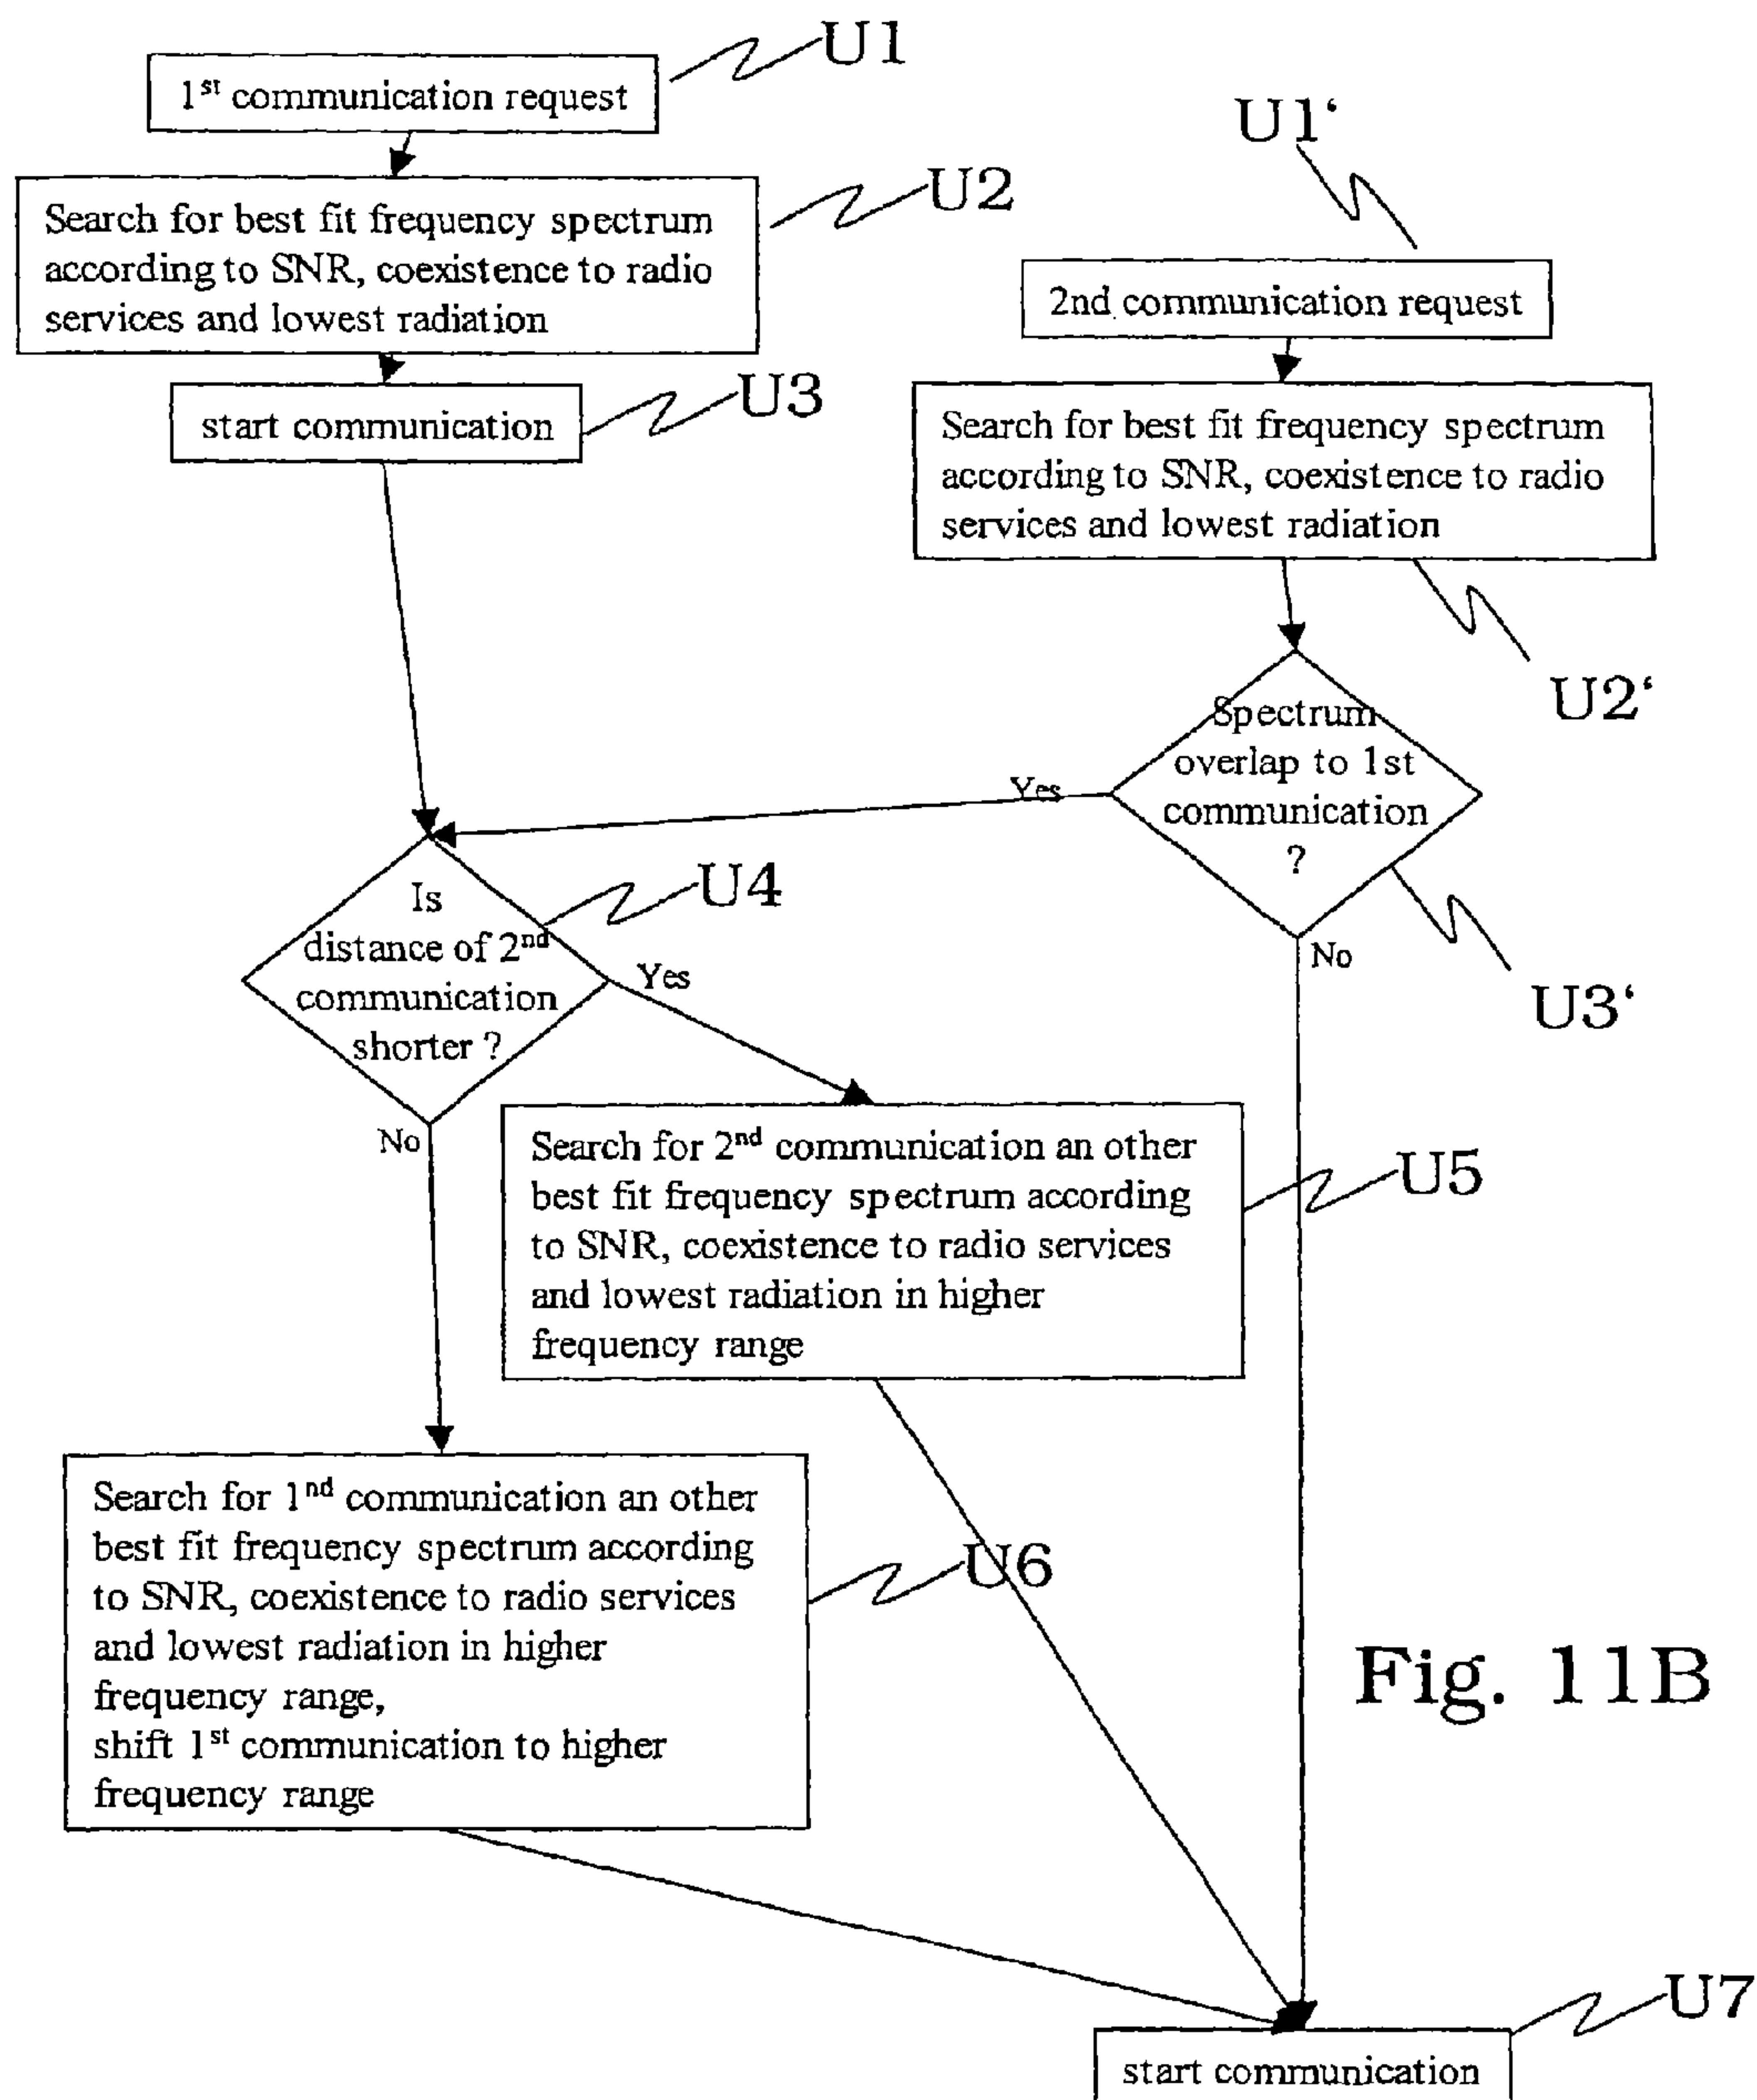 U1
1st communication request
U1‘
U2
Search for best fit frequency spectrum
according to SNR, coexistence to radio
services and lowest radiation
2nd communication request
U3
start communication
Search for best fit frequency spectrum
according to SNR, coexistence to radio
services and lowest radiation
U2‘
Spectrum
overlap to 1st
communication
?
Yes
No
U3‘
Is
distance of 2nd
communication
shorter ?
U4
Yes
No
Search for 2nd communication an other
best fit frequency spectrum according
to SNR, coexistence to radio services
and lowest radiation in higher
frequency range
U5
Search for 1nd communication an other
best fit frequency spectrum according
to SNR, coexistence to radio services
and lowest radiation in higher
frequency range,
shift 1st communication to higher
frequency range
U6
Fig. 11B
U7
start communication